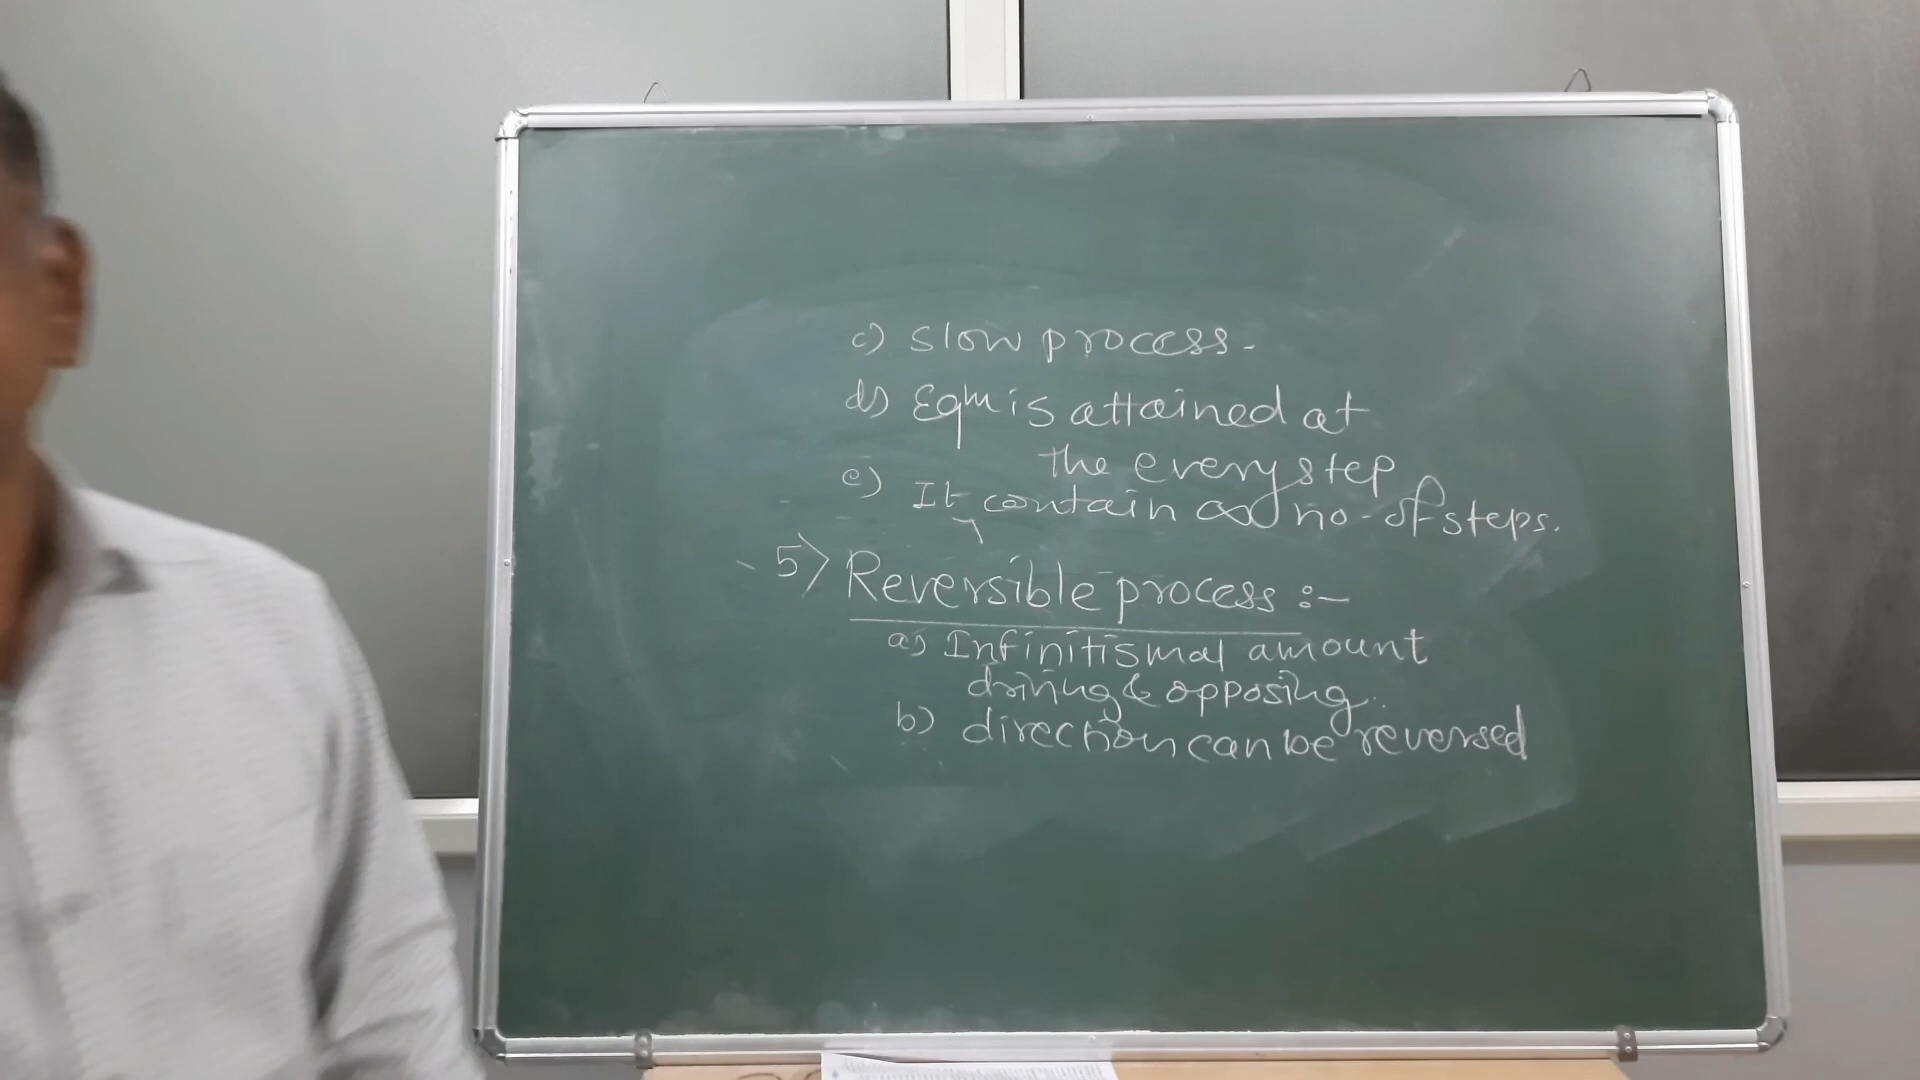 c) slow process.
d) Eqm is attained at
the every step
e) It contain ∞ no. of steps.
5) Reversible process :-
a) Infinitismal amount
driving & opposing.
b) direction can be reversed